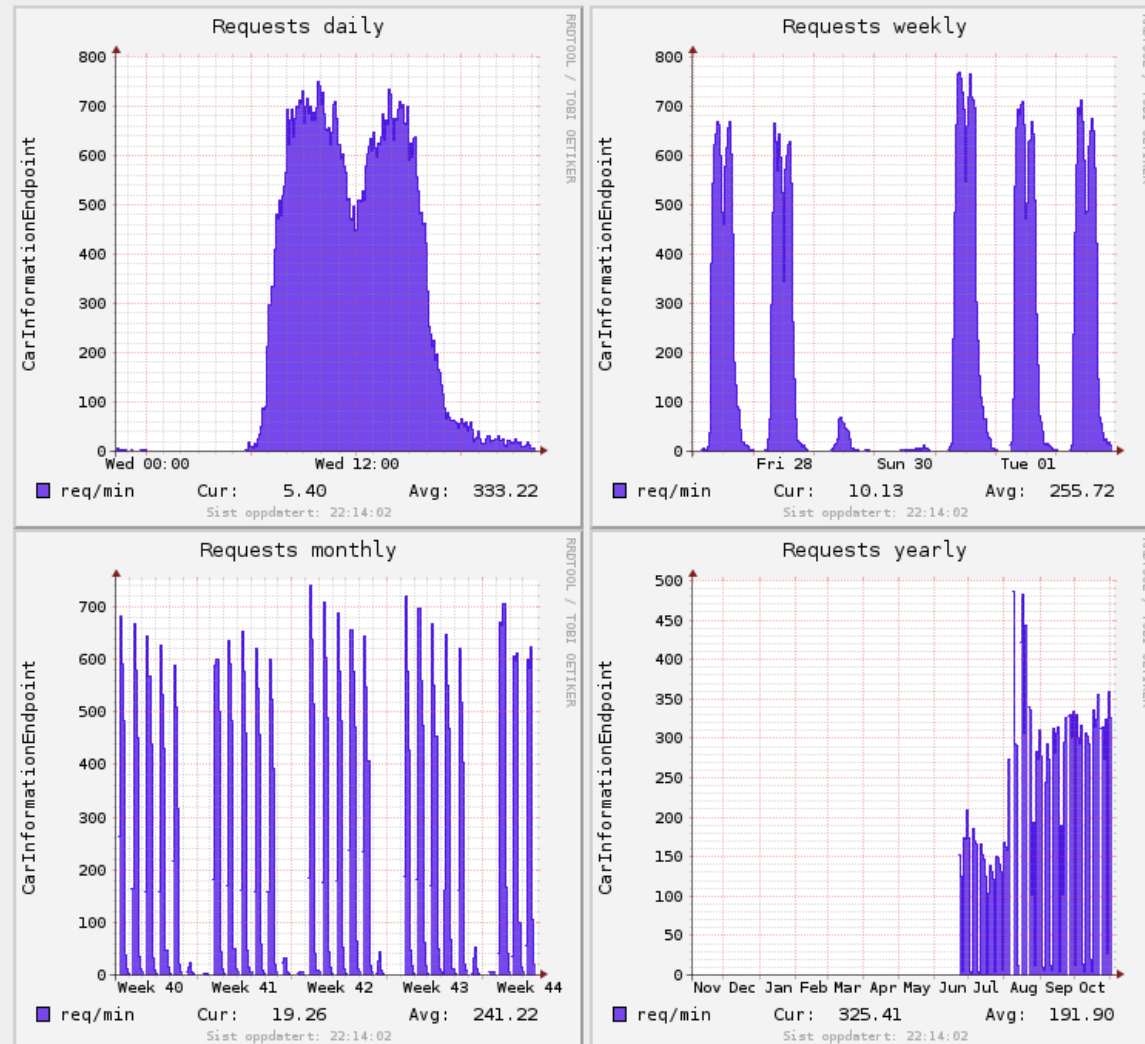 Requests daily
RRDTOOL / TOBI OETIKER
CarInformationEndpoint
800
700
600
500
400
300
200
100
0
Wed 00:00 Wed 12:00
req/min Cur: 5.40 Avg: 333.22
Sist oppdatert: 22:14:02
Requests weekly
CarInformationEndpoint
800
700
600
500
400
300
200
100
0
Fri 28 Sun 30 Tue 01
req/min Cur: 10.13 Avg: 255.72
Sist oppdatert: 22:14:02
Requests monthly
RRDTOOL / TOBI OETIKER
CarInformationEndpoint
700
600
500
400
300
200
100
0
Week 40 Week 41 Week 42 Week 43 Week 44
req/min Cur: 19.26 Avg: 241.22
Sist oppdatert: 22:14:02
Requests yearly
CarInformationEndpoint
500
450
400
350
300
250
200
150
100
50
0
Nov Dec Jan Feb Mar Apr May Jun Jul Aug Sep Oct
req/min Cur: 325.41 Avg: 191.90
Sist oppdatert: 22:14:02